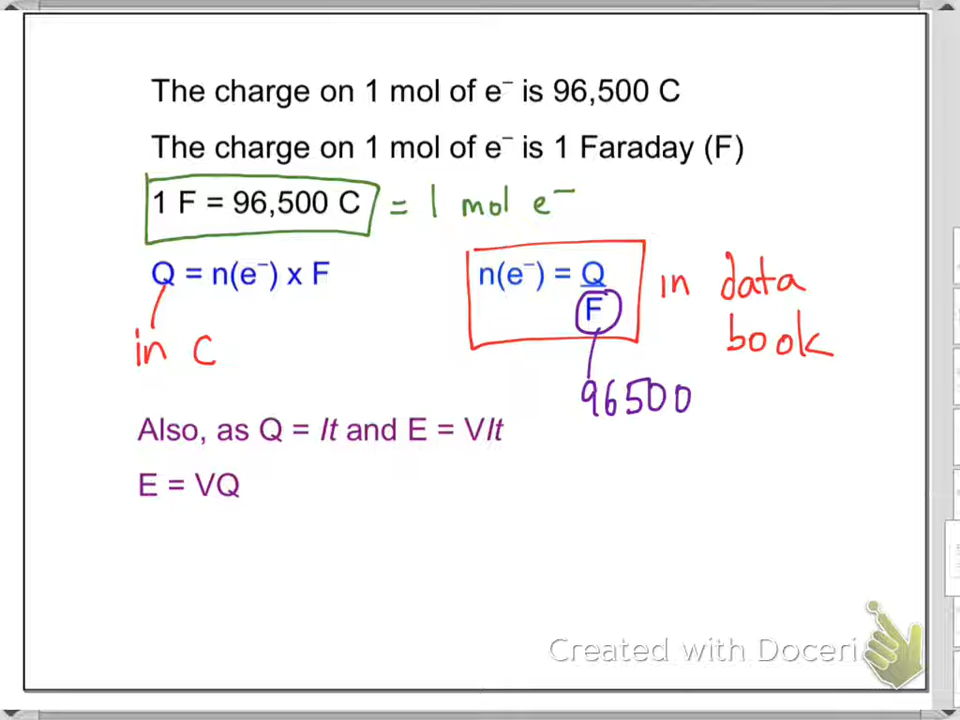 The charge on 1 mol of e⁻ is 96,500 C
The charge on 1 mol of e⁻ is 1 Faraday (F)
1 F = 96,500 C = 1 mol e⁻
Q = n(e⁻) x F
in C
n(e⁻) = Q
F
in data
book
96500
Also, as Q = It and E = VIt
E = VQ
Created with Doceri